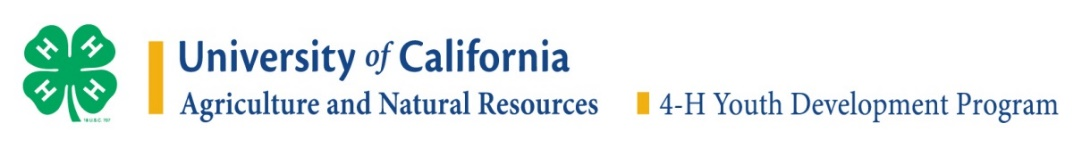 H H
H H
University of California
Agriculture and Natural Resources 4-H Youth Development Program